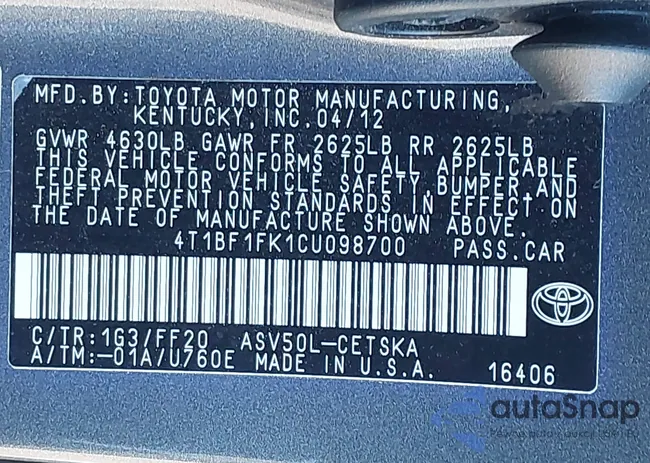 MFD. BY: TOYOTA MOTOR MANUFACTURING,
KENTUCKY, INC. 04/12
GVWR 4630LB GAWR FR 2625LB RR 2625LB
THIS VEHICLE CONFORMS TO ALL APPLICABLE
FEDERAL MOTOR VEHICLE SAFETY, BUMPER, AND
THEFT PREVENTION STANDARDS IN EFFECT ON
THE DATE OF MANUFACTURE SHOWN ABOVE.
4T1BF1FK1CU098700 PASS. CAR
C/TR: 1G3/FF20 ASV50L-CETSKA
A/TM: -01A/U760E MADE IN U.S.A. 16406
autaSnap